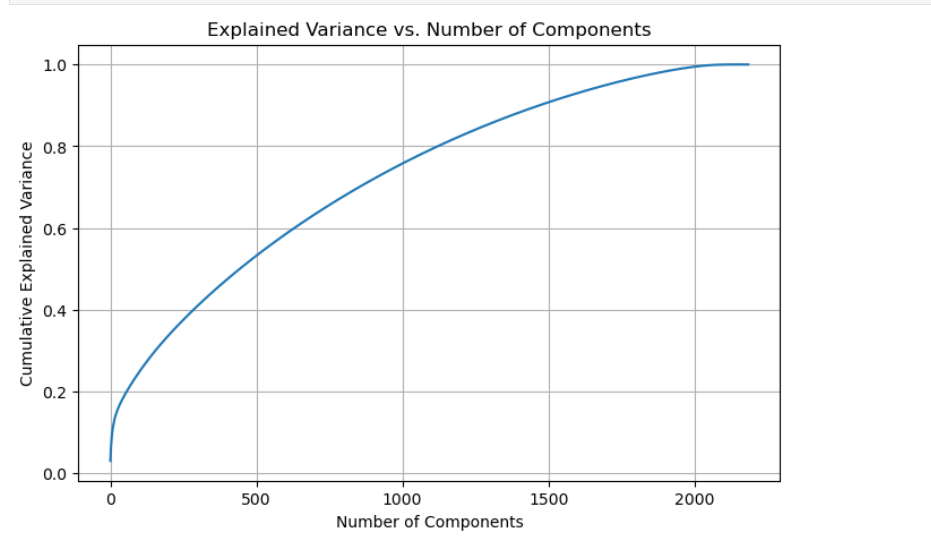 Explained Variance vs. Number of Components
1.0
0.8
0.6
0.4
0.2
0.0
Cumulative Explained Variance
0 500 1000 1500 2000
Number of Components